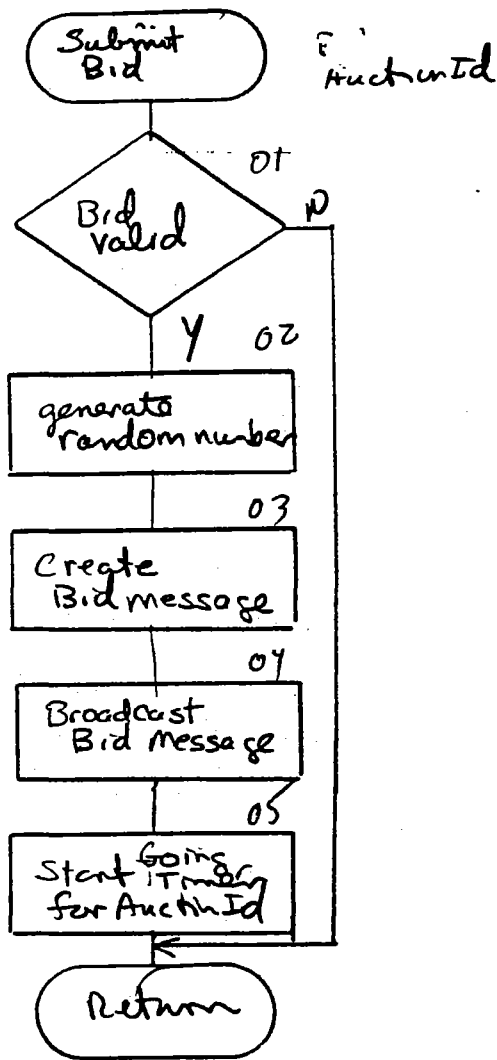 Submit
Bid
AuctionId
01
Bid
valid
N
Y
02
generate
random number
03
Create
Bid message
04
Broadcast
Bid Message
05
Going
Start Timer
for AuctionId
Return